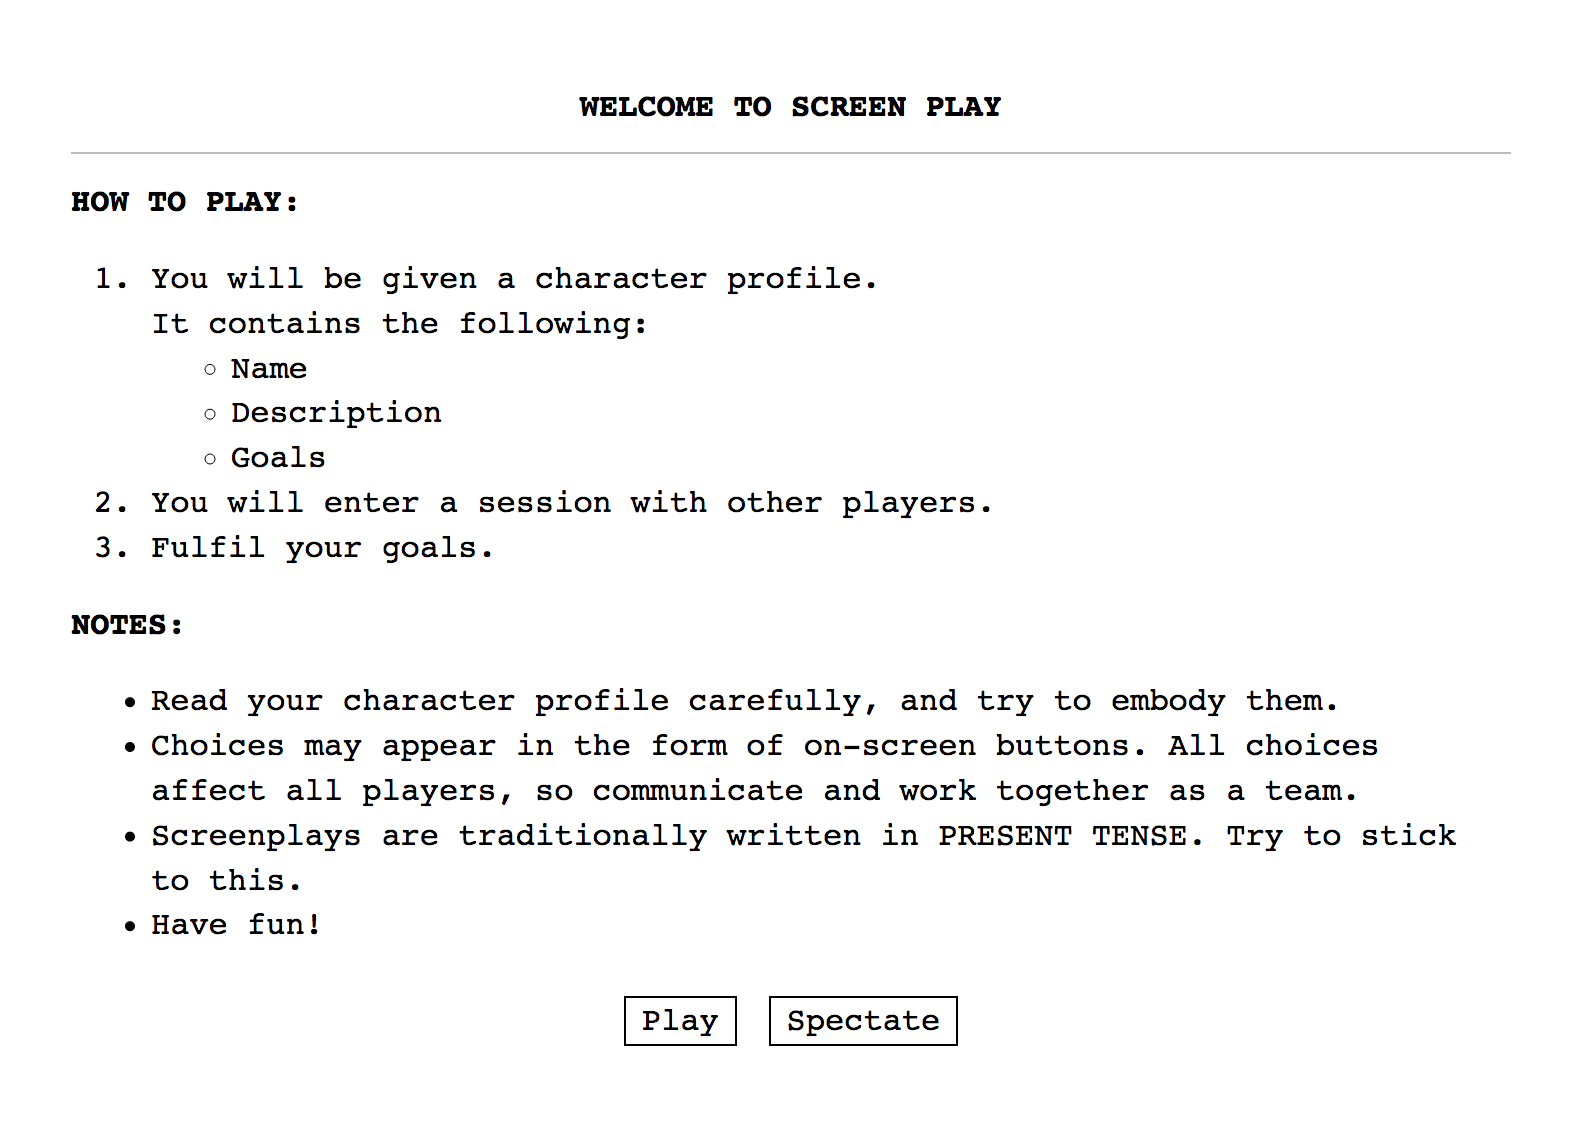 WELCOME TO SCREEN PLAY
HOW TO PLAY:
1. You will be given a character profile.
It contains the following:
◦ Name
◦ Description
◦ Goals
2. You will enter a session with other players.
3. Fulfil your goals.
NOTES:
• Read your character profile carefully, and try to embody them.
• Choices may appear in the form of on-screen buttons. All choices
affect all players, so communicate and work together as a team.
• Screenplays are traditionally written in PRESENT TENSE. Try to stick
to this.
• Have fun!
Play Spectate